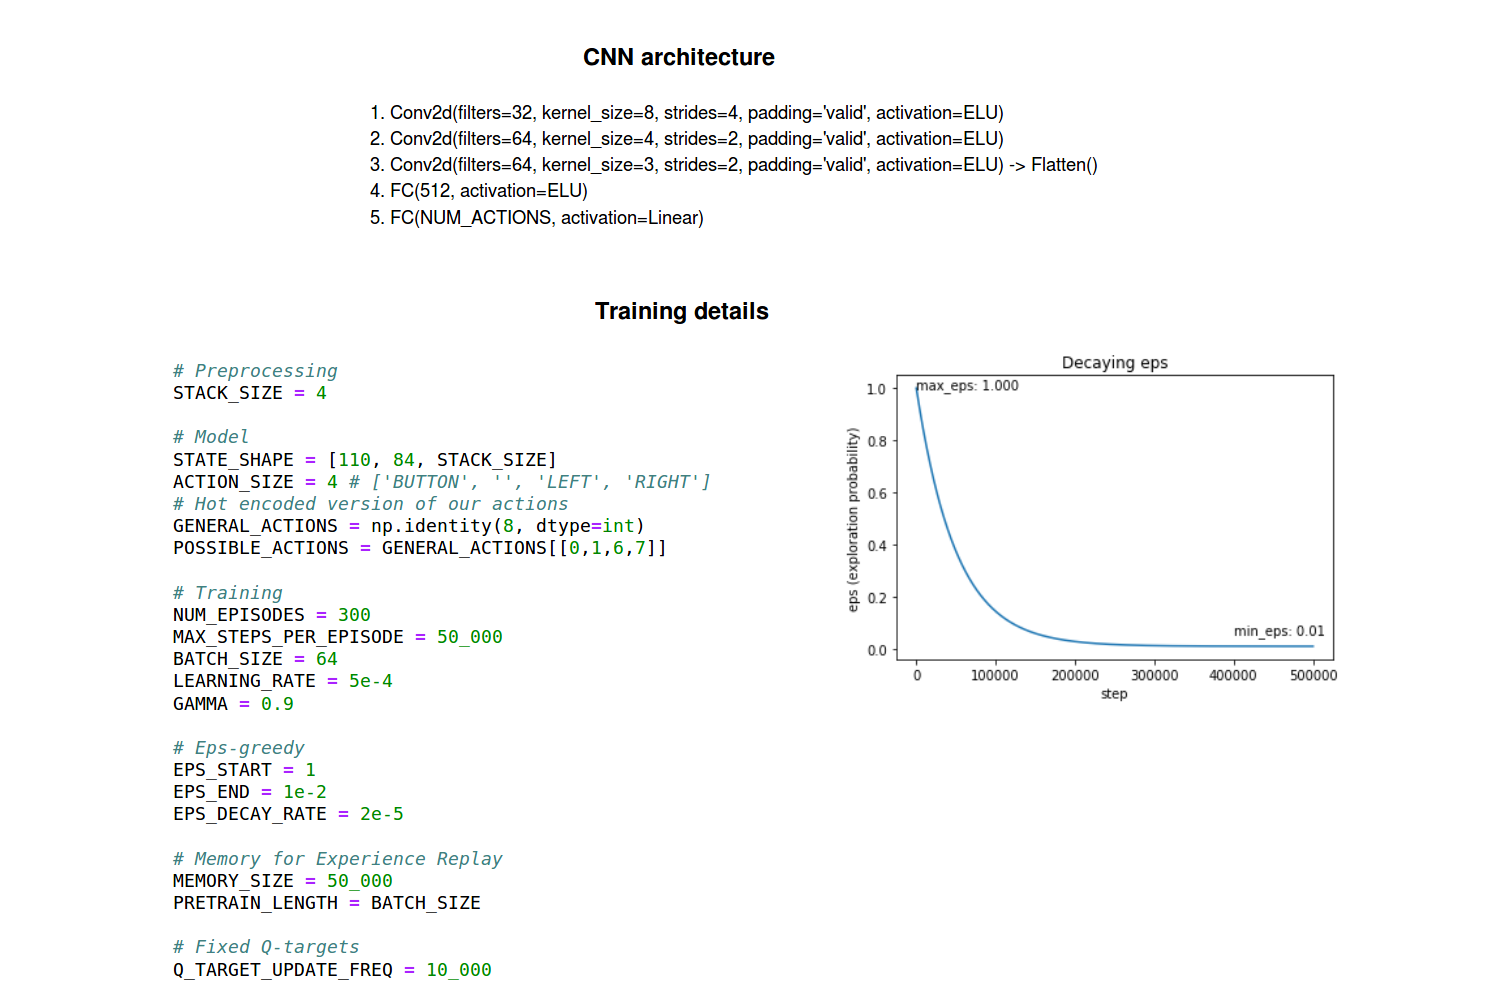 CNN architecture
1. Conv2d(filters=32, kernel_size=8, strides=4, padding='valid', activation=ELU)
2. Conv2d(filters=64, kernel_size=4, strides=2, padding='valid', activation=ELU)
3. Conv2d(filters=64, kernel_size=3, strides=2, padding='valid', activation=ELU) -> Flatten()
4. FC(512, activation=ELU)
5. FC(NUM_ACTIONS, activation=Linear)
Training details
# Preprocessing
STACK_SIZE = 4
# Model
STATE_SHAPE = [110, 84, STACK_SIZE]
ACTION_SIZE = 4 # ['BUTTON', '', 'LEFT', 'RIGHT']
# Hot encoded version of our actions
GENERAL_ACTIONS = np.identity(8, dtype=int)
POSSIBLE_ACTIONS = GENERAL_ACTIONS[[0,1,6,7]]
# Training
NUM_EPISODES = 300
MAX_STEPS_PER_EPISODE = 50_000
BATCH_SIZE = 64
LEARNING_RATE = 5e-4
GAMMA = 0.9
# Eps-greedy
EPS_START = 1
EPS_END = 1e-2
EPS_DECAY_RATE = 2e-5
# Memory for Experience Replay
MEMORY_SIZE = 50_000
PRETRAIN_LENGTH = BATCH_SIZE
# Fixed Q-targets
Q_TARGET_UPDATE_FREQ = 10_000
Decaying eps
max_eps: 1.000
min_eps: 0.01
eps (exploration probability)
1.0
0.8
0.6
0.4
0.2
0.0
0 100000 200000 300000 400000 500000
step